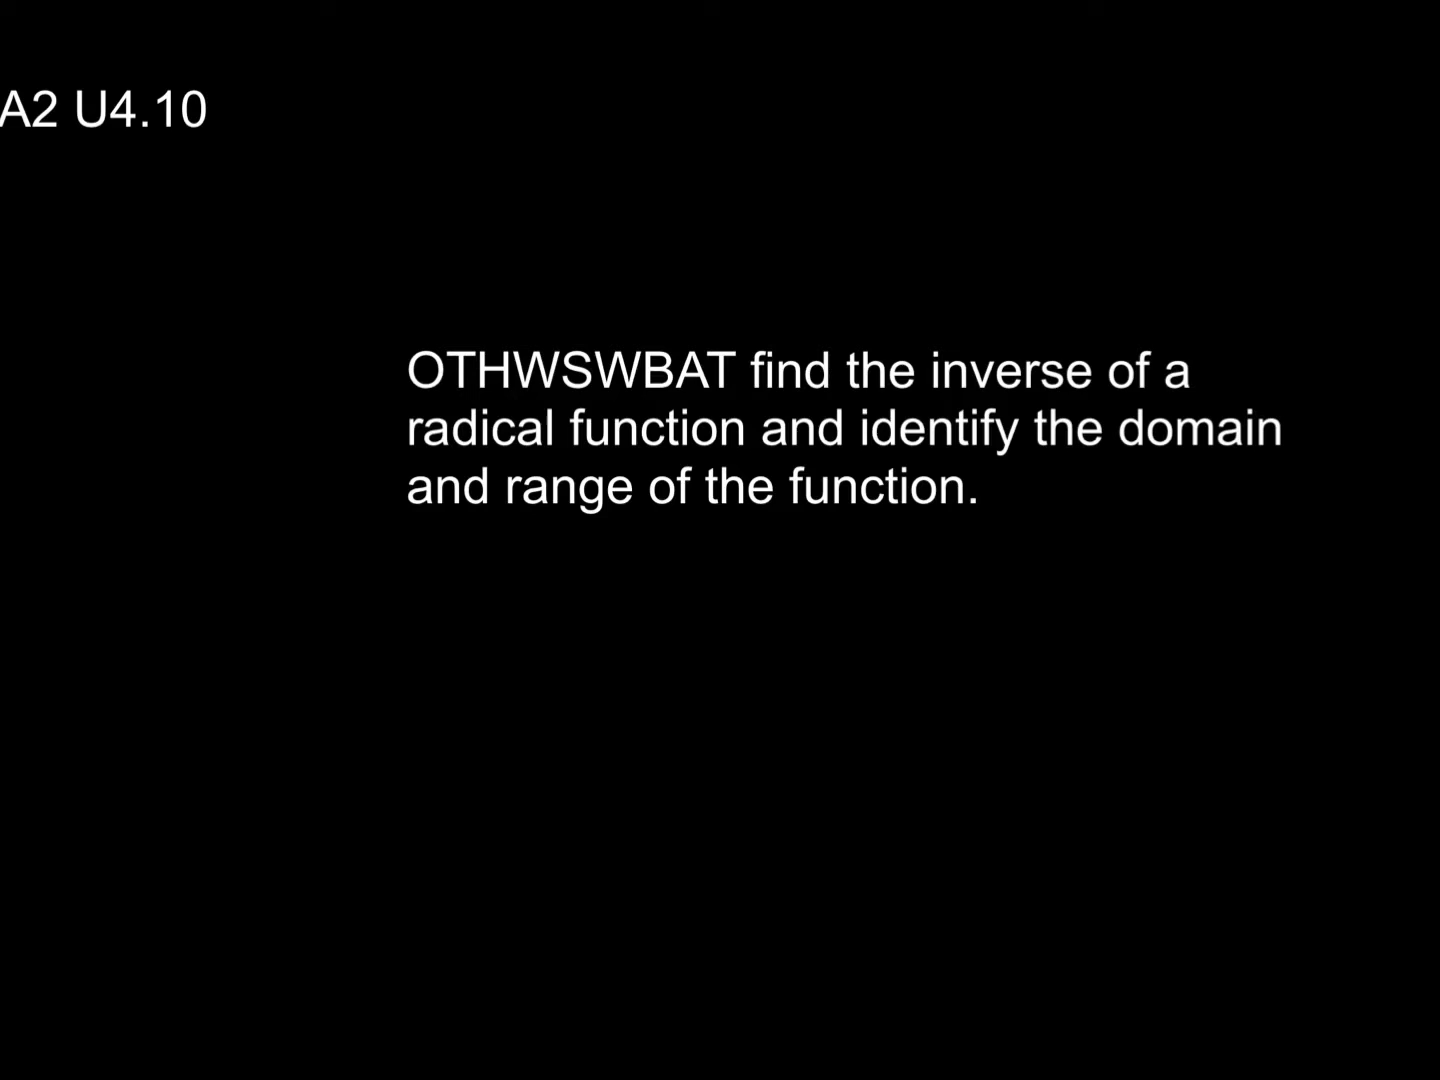 A2 U4.10
OTHWSWBAT find the inverse of a
radical function and identify the domain
and range of the function.